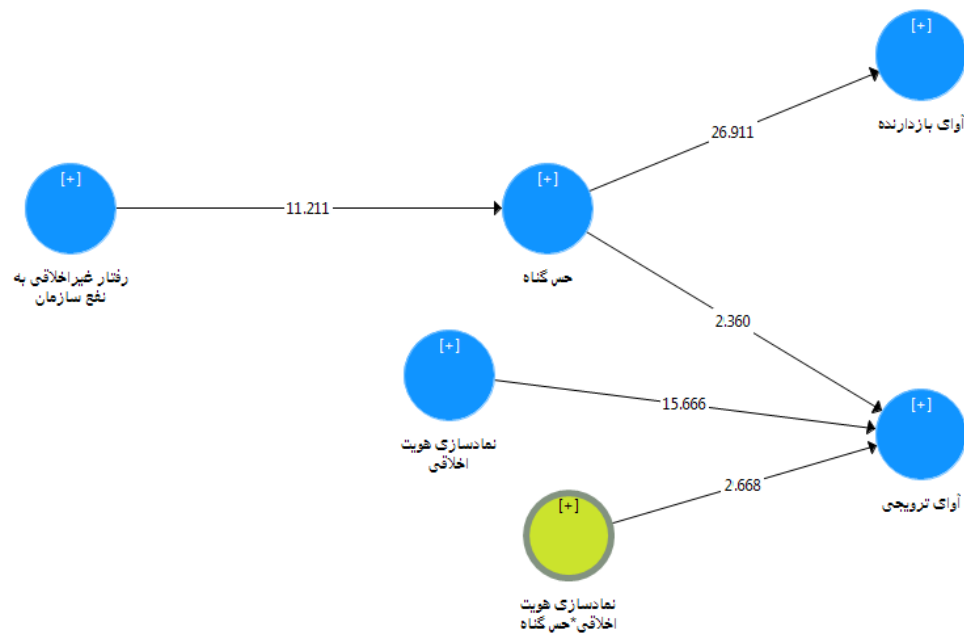 [+]
آوای بازدارنده
26.911
[+]
رفتار غیراخلاقی به
نفع سازمان
11.211
[+]
حس گناه
2.360
[+]
نمادسازی هویت
اخلاقی
15.666
[+]
آوای ترویجی
2.668
[+]
نمادسازی هویت
اخلاقی*حس گناه